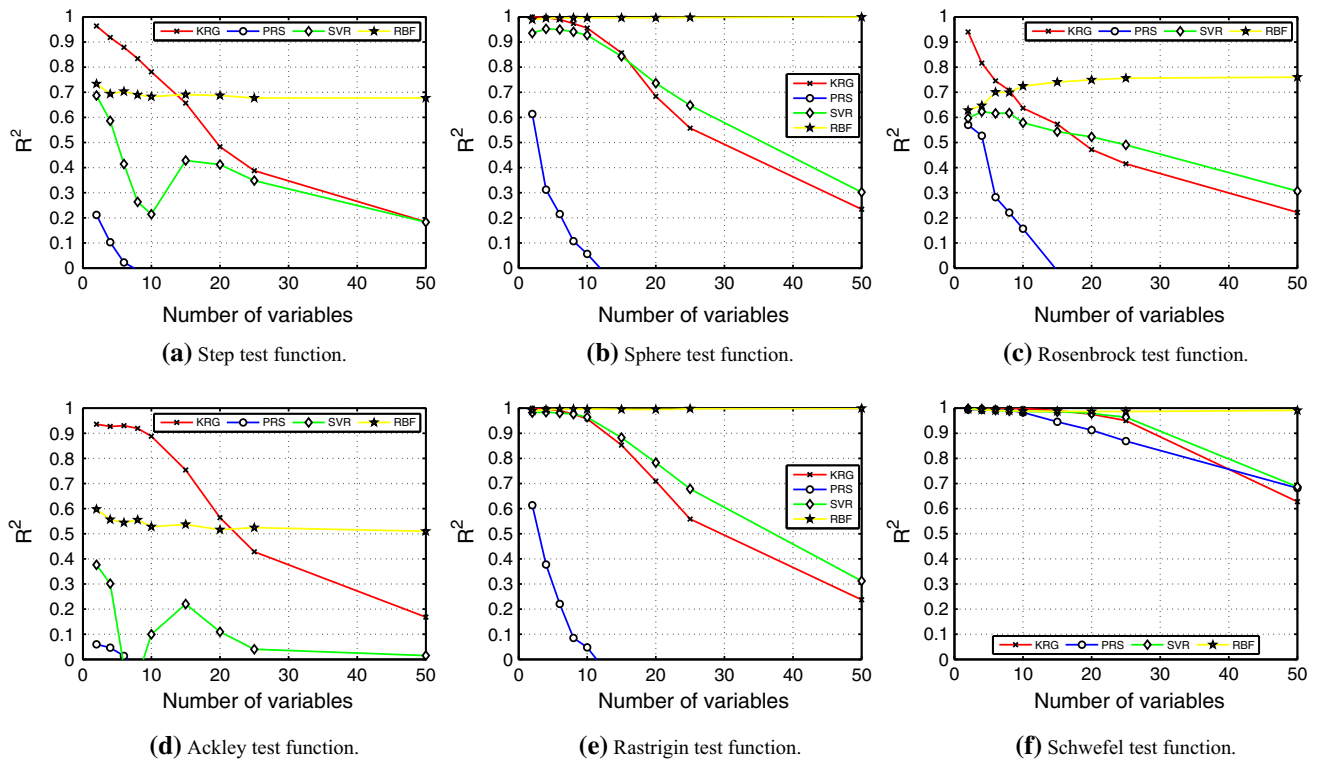 1
0.9
0.8
0.7
0.6
0.5
0.4
0.3
0.2
0.1
0
R²
KRG PRS SVR RBF
0 10 20 30 40 50
Number of variables
(a) Step test function.
1
0.9
0.8
0.7
0.6
0.5
0.4
0.3
0.2
0.1
0
R²
KRG
PRS
SVR
RBF
0 10 20 30 40 50
Number of variables
(b) Sphere test function.
1
0.9
0.8
0.7
0.6
0.5
0.4
0.3
0.2
0.1
0
R²
KRG PRS SVR RBF
0 10 20 30 40 50
Number of variables
(c) Rosenbrock test function.
1
0.9
0.8
0.7
0.6
0.5
0.4
0.3
0.2
0.1
0
R²
KRG PRS SVR RBF
0 10 20 30 40 50
Number of variables
(d) Ackley test function.
1
0.9
0.8
0.7
0.6
0.5
0.4
0.3
0.2
0.1
0
R²
KRG
PRS
SVR
RBF
0 10 20 30 40 50
Number of variables
(e) Rastrigin test function.
1
0.9
0.8
0.7
0.6
0.5
0.4
0.3
0.2
0.1
0
R²
KRG PRS SVR RBF
0 10 20 30 40 50
Number of variables
(f) Schwefel test function.